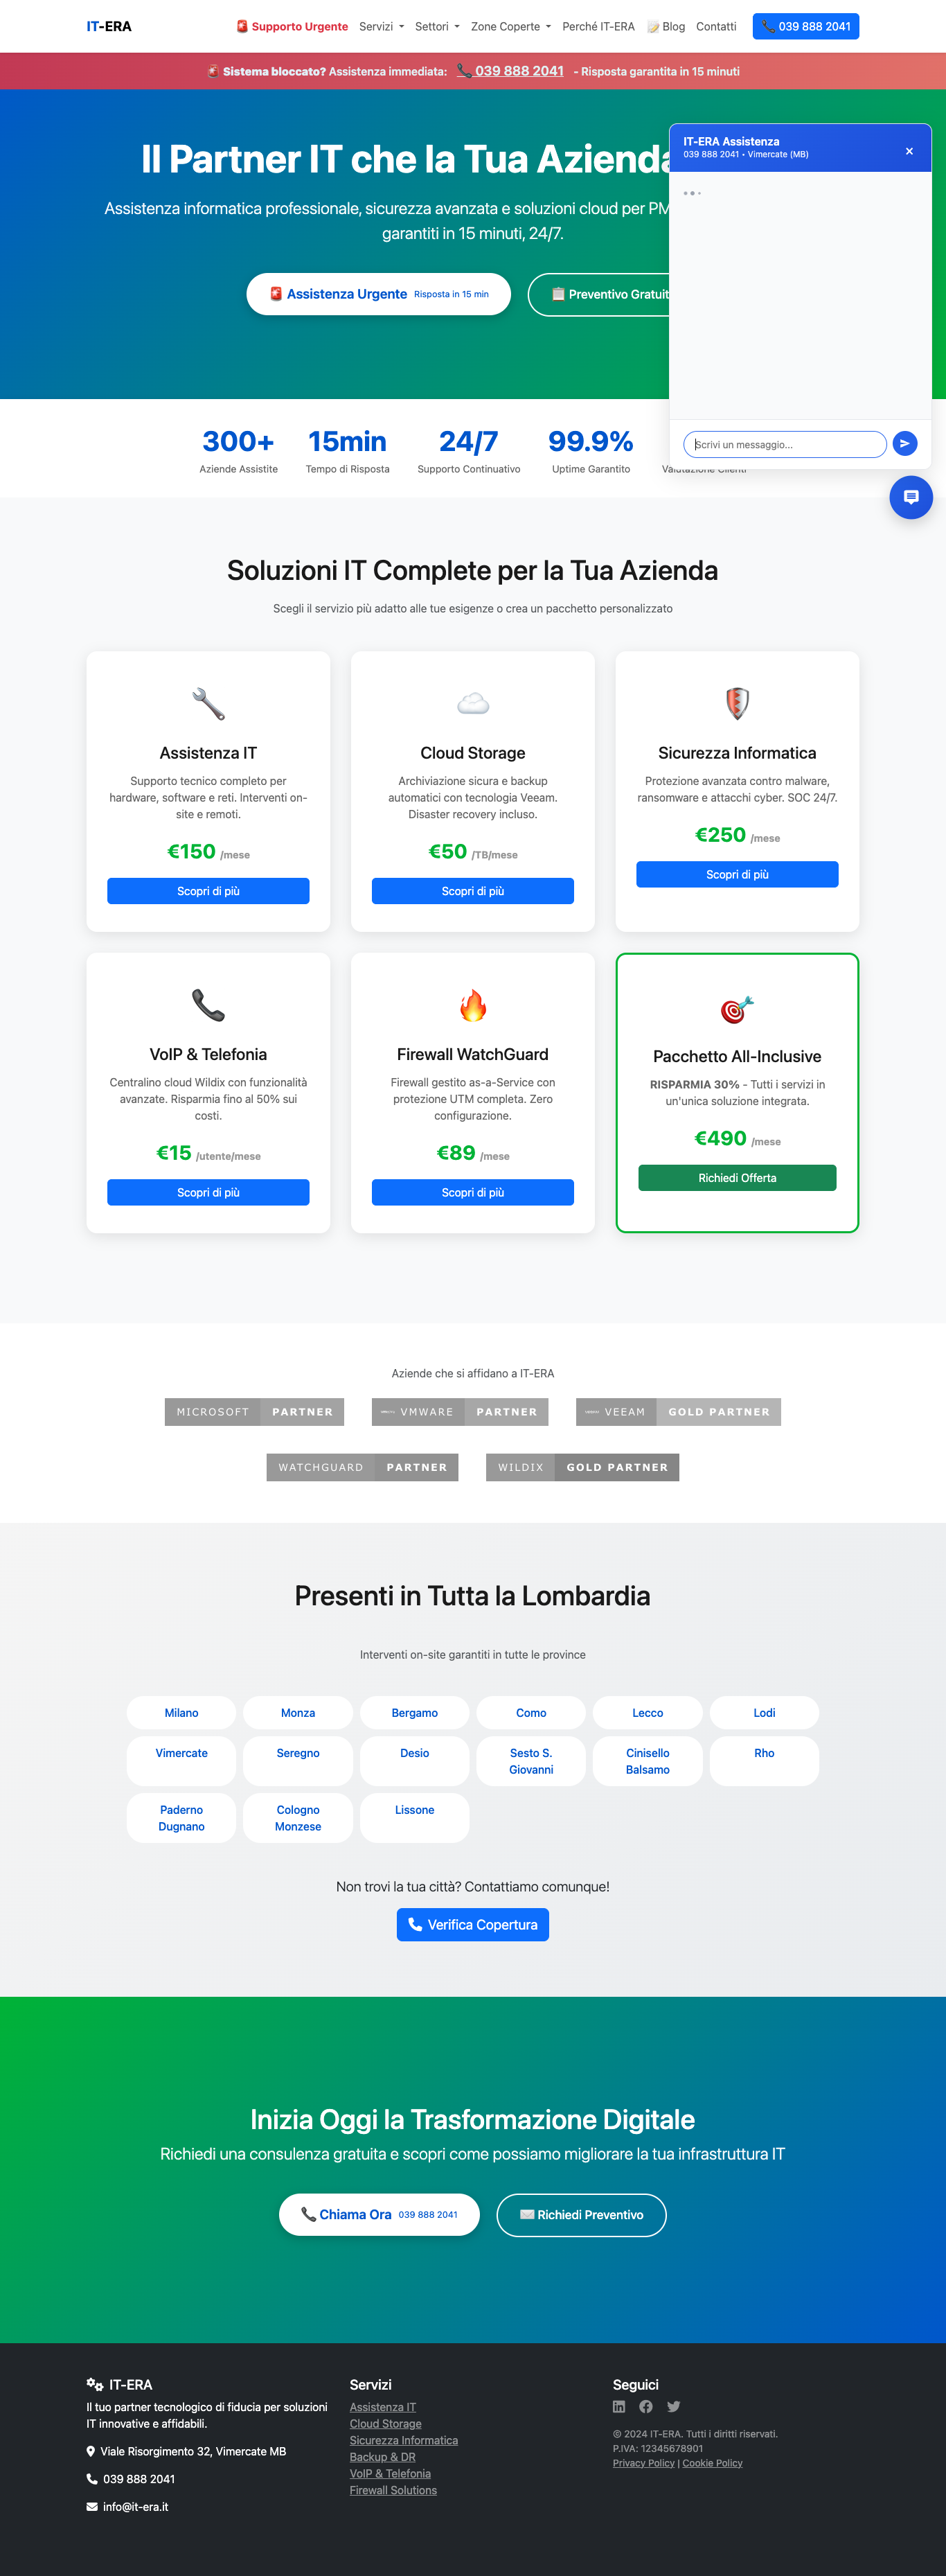 IT-ERA
Supporto Urgente Servizi Settori Zone Coperte Perché IT-ERA Blog Contatti 039 888 2041
Sistema bloccato? Assistenza immediata: 039 888 2041 - Risposta garantita in 15 minuti
Il Partner IT che la Tua Azienda
Assistenza informatica professionale, sicurezza avanzata e soluzioni cloud per PM
garantiti in 15 minuti, 24/7.
Assistenza Urgente Risposta in 15 min
Preventivo Gratuit
IT-ERA Assistenza
039 888 2041 • Vimercate (MB)
×
Scrivi un messaggio...
300+
Aziende Assistite
15min
Tempo di Risposta
24/7
Supporto Continuativo
99.9%
Uptime Garantito
Valutazione Clienti
Soluzioni IT Complete per la Tua Azienda
Scegli il servizio più adatto alle tue esigenze o crea un pacchetto personalizzato
Assistenza IT
Supporto tecnico completo per
hardware, software e reti. Interventi on-
site e remoti.
€150 /mese
Scopri di più
Cloud Storage
Archiviazione sicura e backup
automatici con tecnologia Veeam.
Disaster recovery incluso.
€50 /TB/mese
Scopri di più
Sicurezza Informatica
Protezione avanzata contro malware,
ransomware e attacchi cyber. SOC 24/7.
€250 /mese
Scopri di più
VoIP & Telefonia
Centralino cloud Wildix con funzionalità
avanzate. Risparmia fino al 50% sui
costi.
€15 /utente/mese
Scopri di più
Firewall WatchGuard
Firewall gestito as-a-Service con
protezione UTM completa. Zero
configurazione.
€89 /mese
Scopri di più
Pacchetto All-Inclusive
RISPARMIA 30% - Tutti i servizi in
un'unica soluzione integrata.
€490 /mese
Richiedi Offerta
Aziende che si affidano a IT-ERA
MICROSOFT PARTNER
VMWARE PARTNER
VEEAM GOLD PARTNER
WATCHGUARD PARTNER
WILDIX GOLD PARTNER
Presenti in Tutta la Lombardia
Interventi on-site garantiti in tutte le province
Milano
Monza
Bergamo
Como
Lecco
Lodi
Vimercate
Seregno
Desio
Sesto S.
Giovanni
Cinisello
Balsamo
Rho
Paderno
Dugnano
Cologno
Monzese
Lissone
Non trovi la tua città? Contattiamo comunque!
Verifica Copertura
Inizia Oggi la Trasformazione Digitale
Richiedi una consulenza gratuita e scopri come possiamo migliorare la tua infrastruttura IT
Chiama Ora 039 888 2041
Richiedi Preventivo
IT-ERA
Il tuo partner tecnologico di fiducia per soluzioni
IT innovative e affidabili.
Viale Risorgimento 32, Vimercate MB
039 888 2041
info@it-era.it
Servizi
Assistenza IT
Cloud Storage
Sicurezza Informatica
Backup & DR
VoIP & Telefonia
Firewall Solutions
Seguici
© 2024 IT-ERA. Tutti i diritti riservati.
P.IVA: 12345678901
Privacy Policy | Cookie Policy